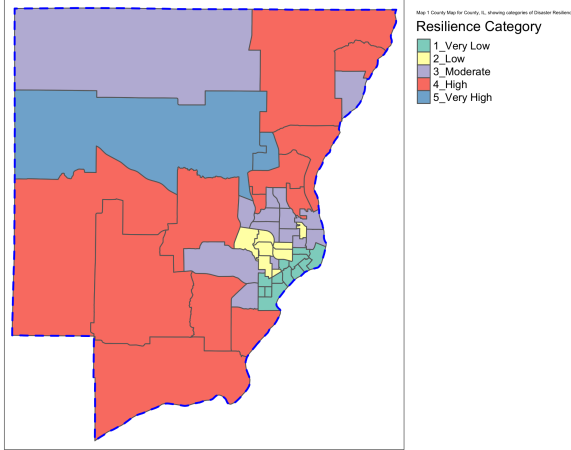 Map 1 County Map for County, IL, showing categories of Disaster Resilienc
Resilience Category
1_Very Low
2_Low
3_Moderate
4_High
5_Very High